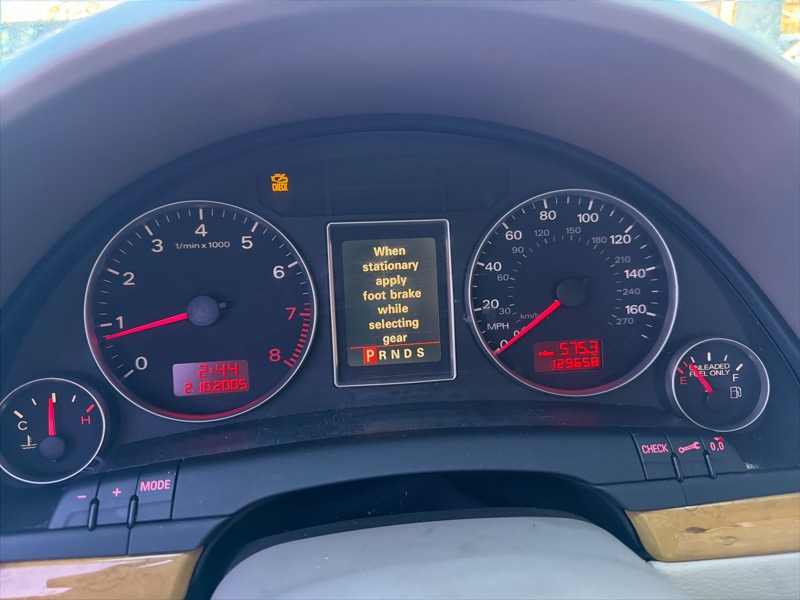 CHECK
1/min x 1000
0
1
2
3
4
5
6
7
8
2:44
2.10.2005
When
stationary
apply
foot brake
while
selecting
gear
P R N D S
0
20
40
60
80
100
120
140
160
MPH
km/h
30
90
120
150
180
210
240
270
miles 575.3
129658
C
H
UNLEADED
FUEL ONLY
E
F
- + MODE
CHECK
0,0